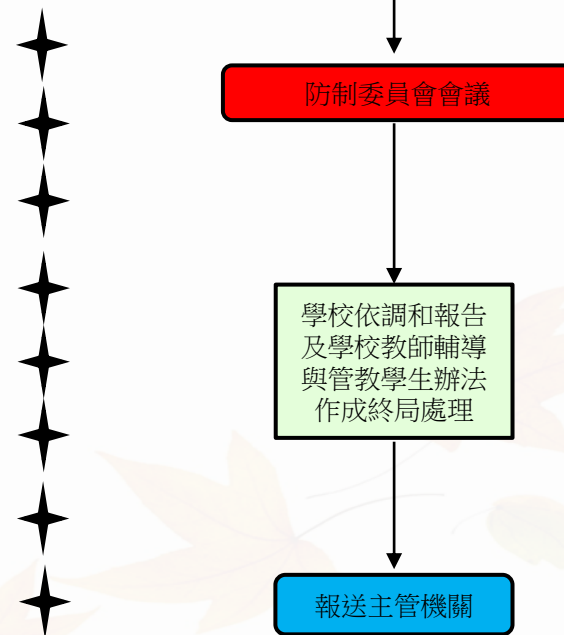 防制委員會會議
學校依調和報告
及學校教師輔導
與管教學生辦法
作成終局處理
報送主管機關